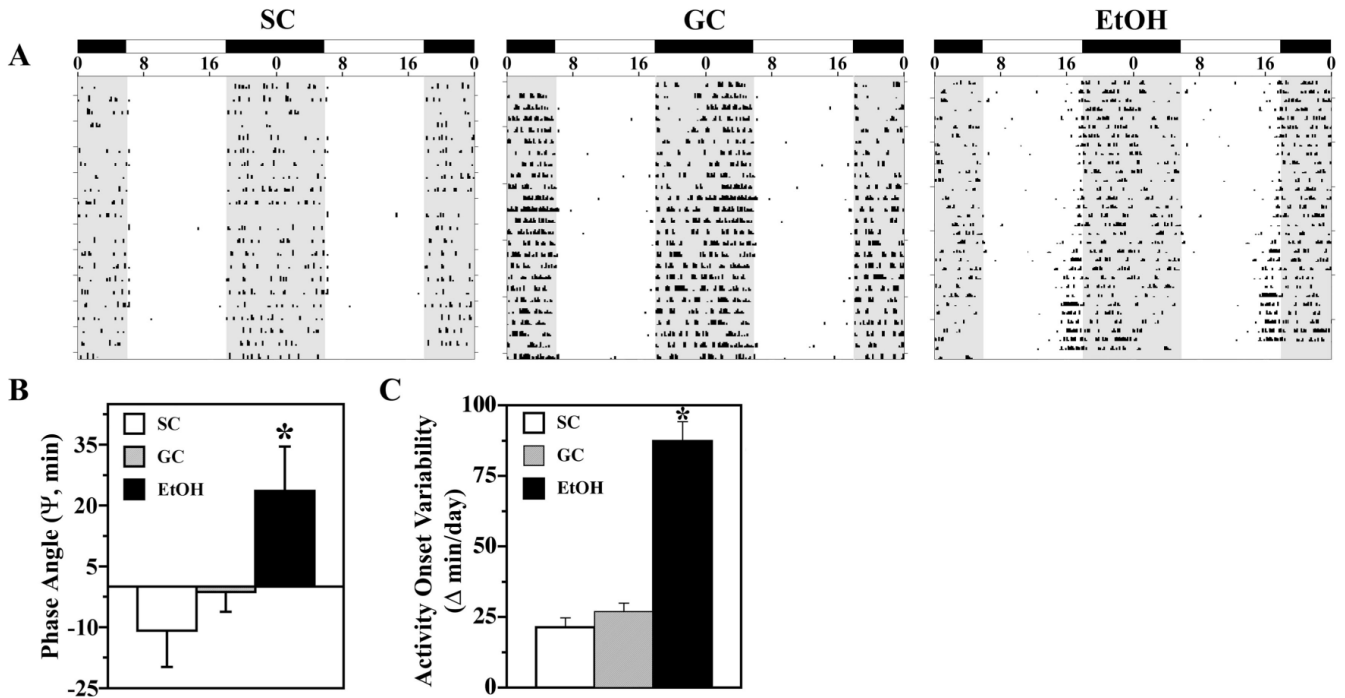 SC GC EtOH
A
0 8 16 0 8 16 0 0 8 16 0 8 16 0 0 8 16 0 8 16 0
B
Phase Angle (Ψ, min)
35
20
5
-10
-25
SC
GC
EtOH
*
C
Activity Onset Variability
(Δ min/day)
100
75
50
25
0
SC
GC
EtOH
*